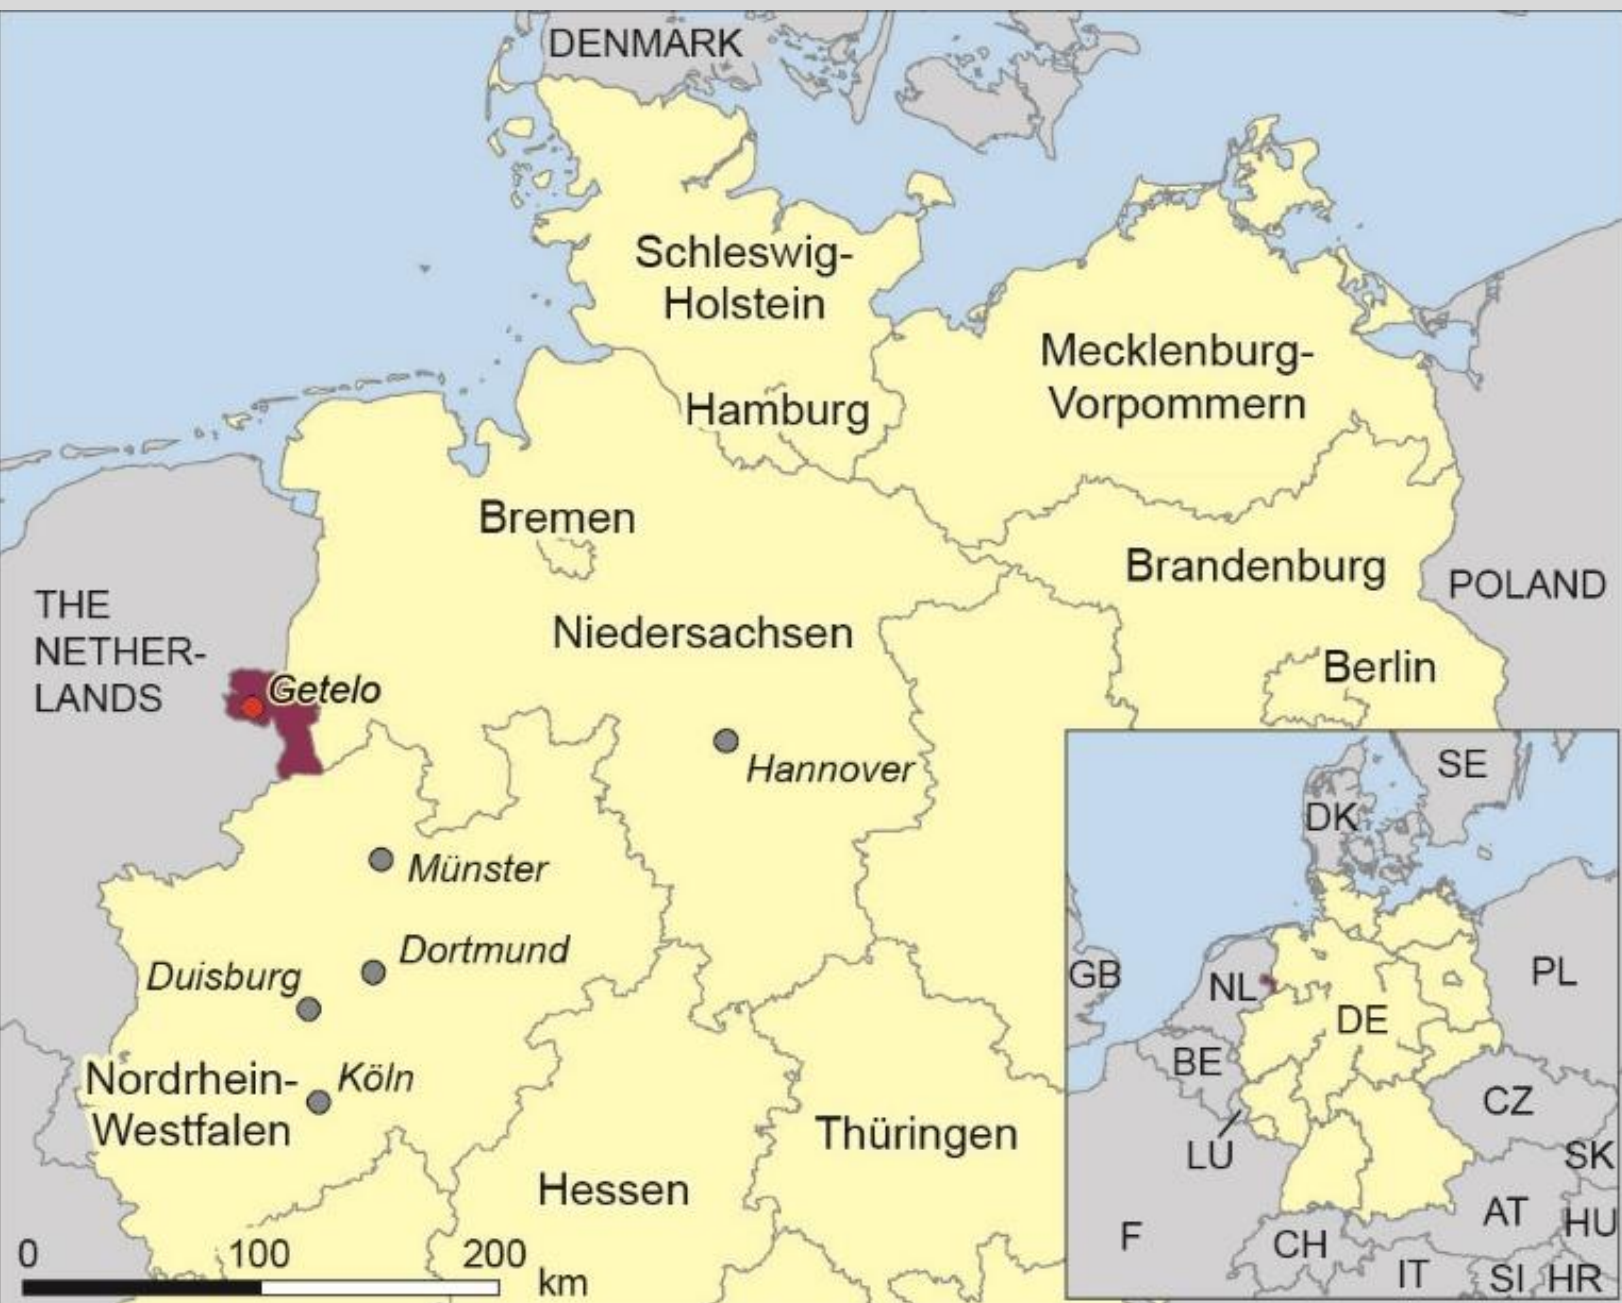 DENMARK
Schleswig-
Holstein
Mecklenburg-
Vorpommern
Hamburg
Bremen
Brandenburg
POLAND
THE
NETHER-
LANDS
Niedersachsen
Berlin
Getelo
Hannover
Münster
Dortmund
Duisburg
Nordrhein-
Westfalen
Köln
Thüringen
Hessen
0 100 200
km
SE
DK
GB
NL
PL
DE
BE
CZ
LU
SK
AT
HU
F
CH
IT
SI
HR